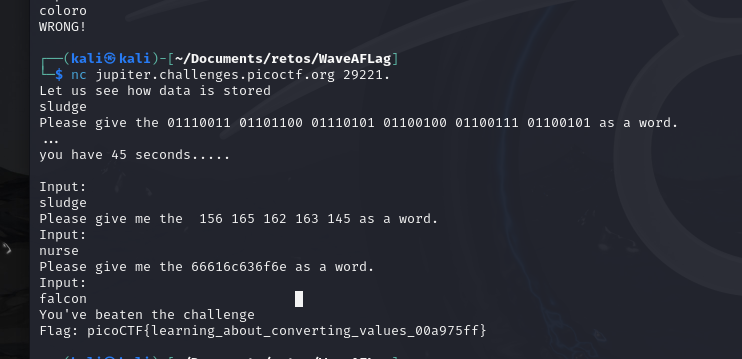 coloro
WRONG!
┌──(kali㉿kali)-[~/Documents/retos/WaveAFLag]
└─$ nc jupiter.challenges.picoctf.org 29221.
Let us see how data is stored
sludge
Please give the 01110011 01101100 01110101 01100100 01100111 01100101 as a word.
...
you have 45 seconds.....
Input:
sludge
Please give me the  156 165 162 163 145 as a word.
Input:
nurse
Please give me the 66616c636f6e as a word.
Input:
falcon
You've beaten the challenge
Flag: picoCTF{learning_about_converting_values_00a975ff}